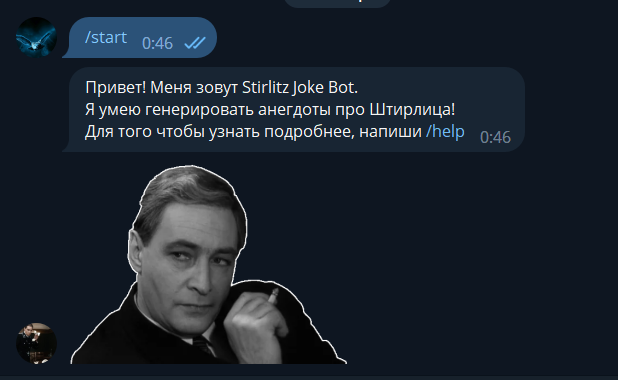 /start 0:46
Привет! Меня зовут Stirlitz Joke Bot.
Я умею генерировать анегдоты про Штирлица!
Для того чтобы узнать подробнее, напиши /help 0:46